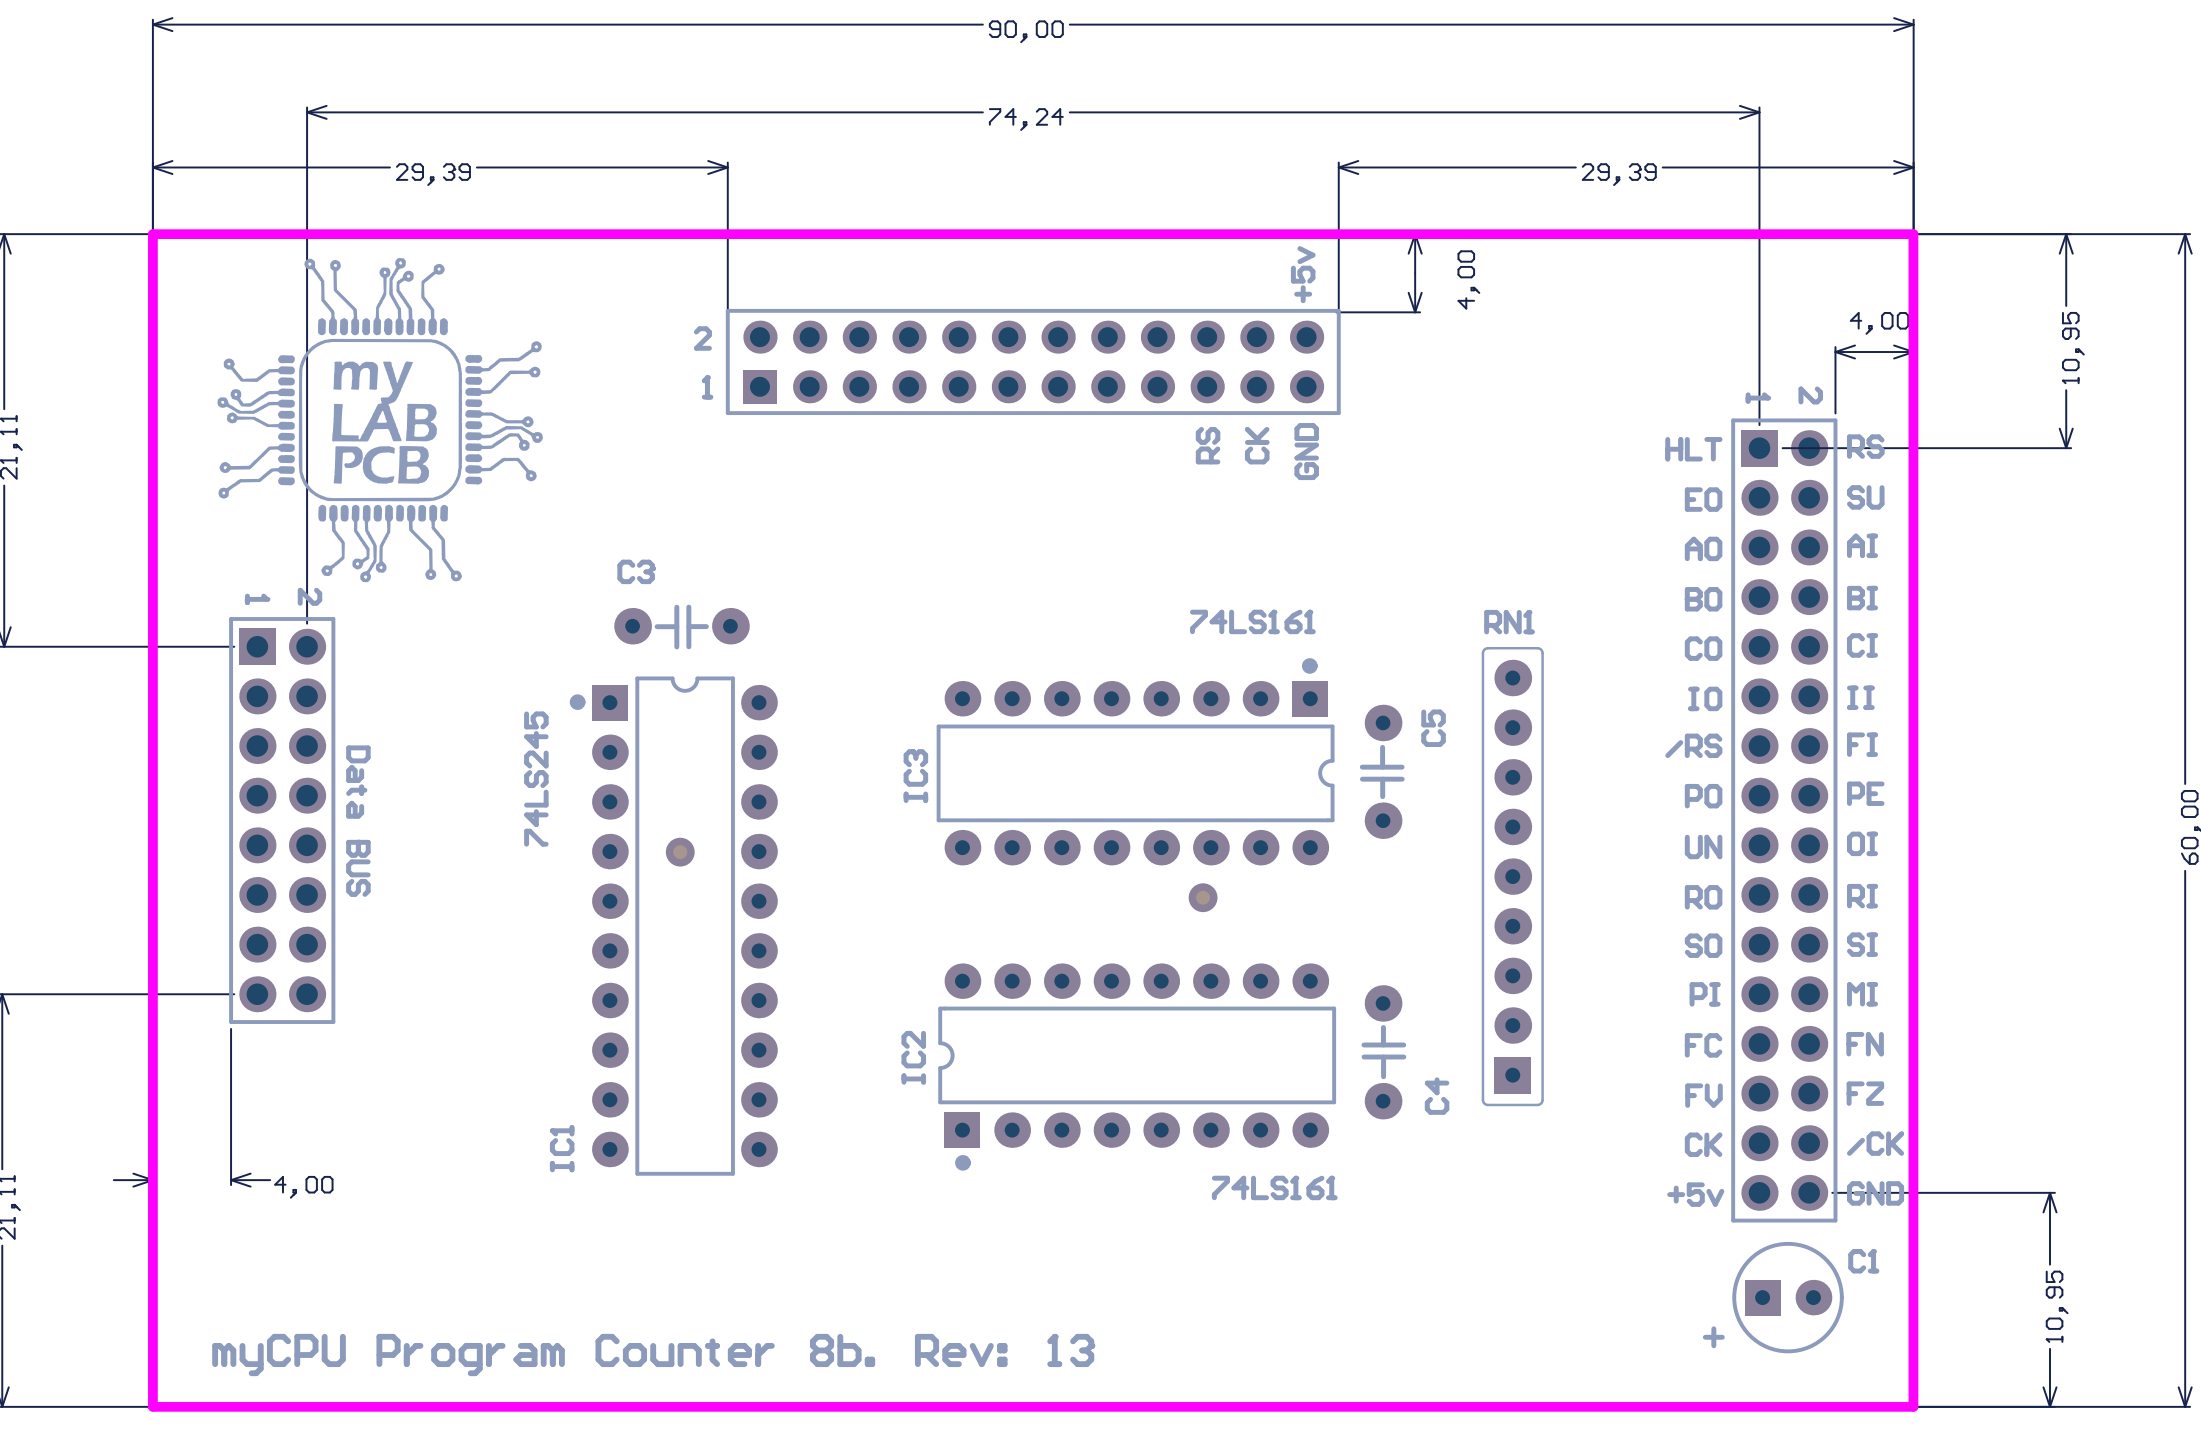 90,00
74,24
29,39
29,39
+5v
4,00
4,00
10,95
21,11
2
1
my
LAB
PCB
RS
CK
GND
1
2
HLT
RS
EO
SU
AO
AI
BO
BI
CO
CI
IO
II
/RS
FI
PO
PE
UN
OI
RO
RI
SO
SI
PI
MI
FC
FN
FV
FZ
CK
/CK
+5v
GND
1
2
Data BUS
C3
74LS245
IC1
74LS161
IC3
C5
RN1
IC2
C4
74LS161
60,00
4,00
21,11
C1
+
10,95
myCPU Program Counter 8b. Rev: 13